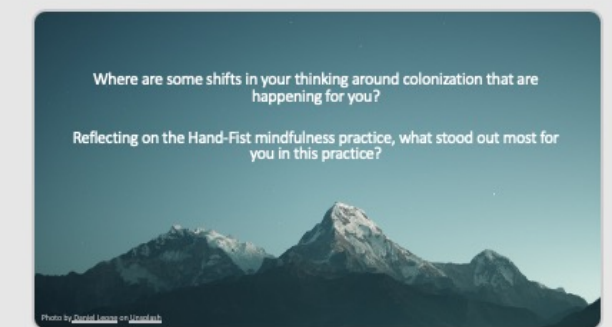 Where are some shifts in your thinking around colonization that are
happening for you?
Reflecting on the Hand-Fist mindfulness practice, what stood out most for
you in this practice?
Photo by Daniel Leone on Unsplash